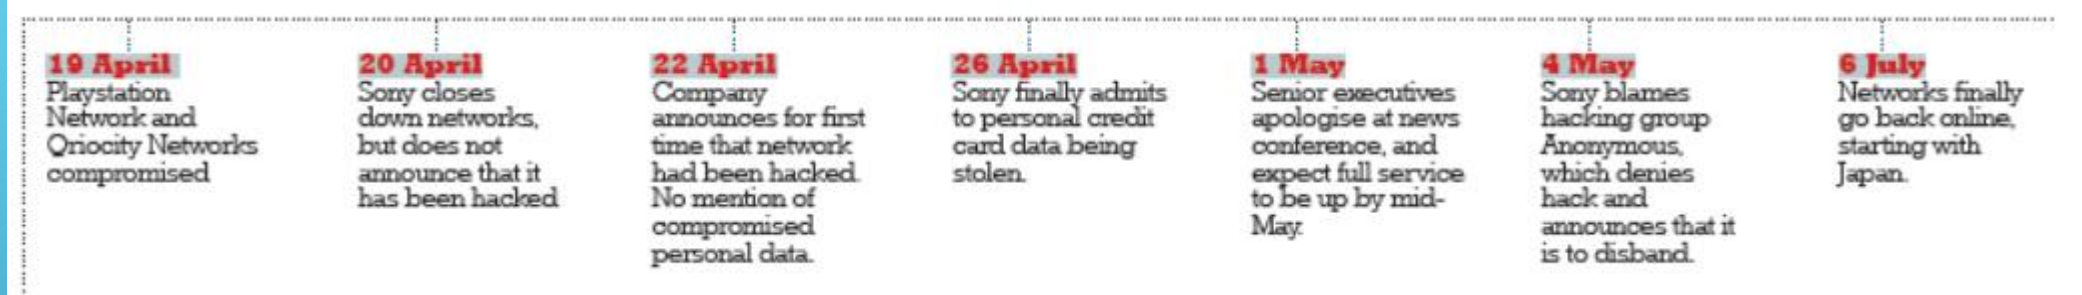 19 April
Playstation
Network and
Qriocity Networks
compromised
20 April
Sony closes
down networks,
but does not
announce that it
has been hacked
22 April
Company
announces for first
time that network
had been hacked.
No mention of
compromised
personal data.
26 April
Sony finally admits
to personal credit
card data being
stolen.
1 May
Senior executives
apologise at news
conference, and
expect full service
to be up by mid-
May.
4 May
Sony blames
hacking group
Anonymous,
which denies
hack and
announces that it
is to disband.
6 July
Networks finally
go back online,
starting with
Japan.